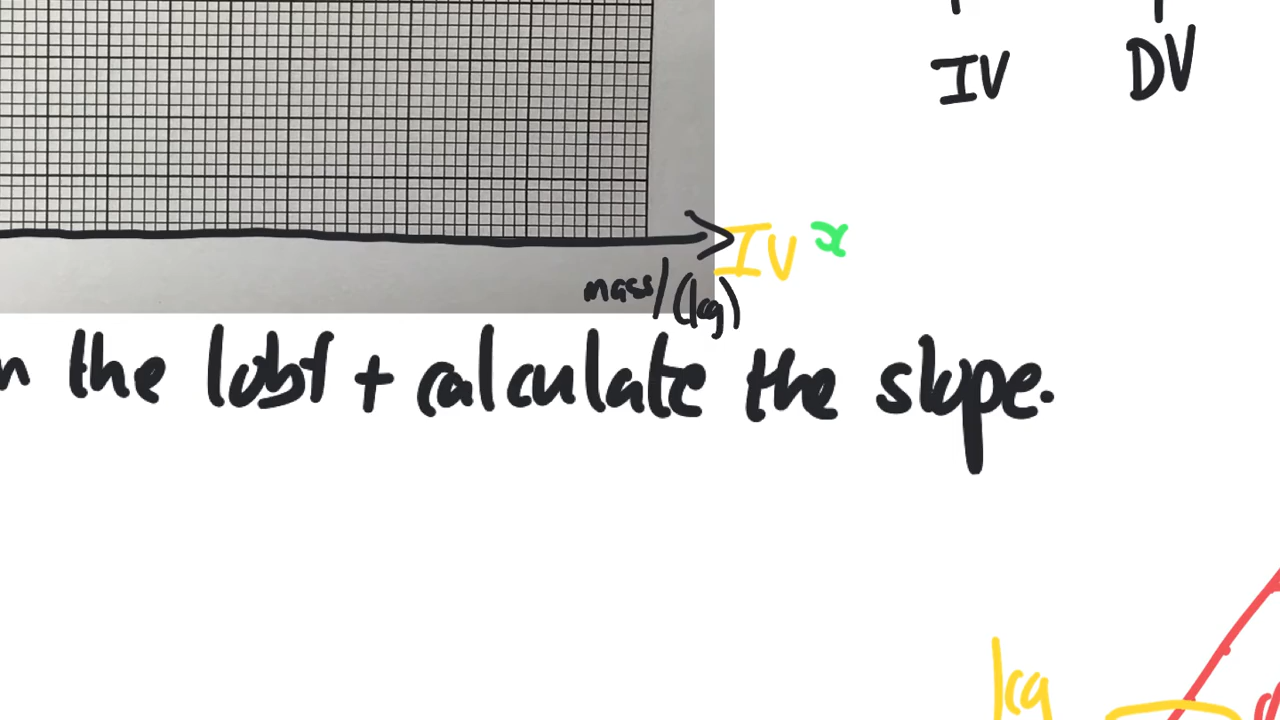 IV DV
IV x
mass/(kg)
n the lobf + calculate the slope.
kg